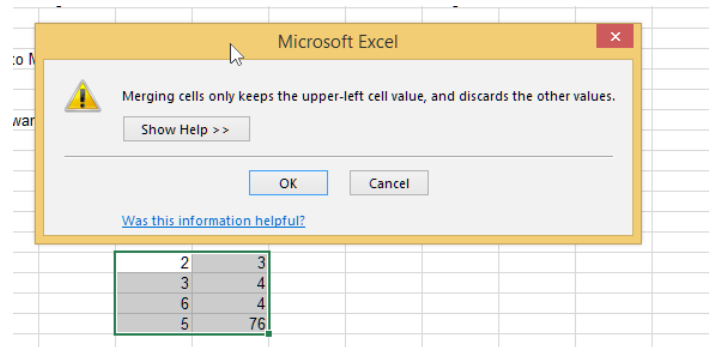 Microsoft Excel
Merging cells only keeps the upper-left cell value, and discards the other values.
Show Help >>
OK Cancel
Was this information helpful?
2 3
3 4
6 4
5 76